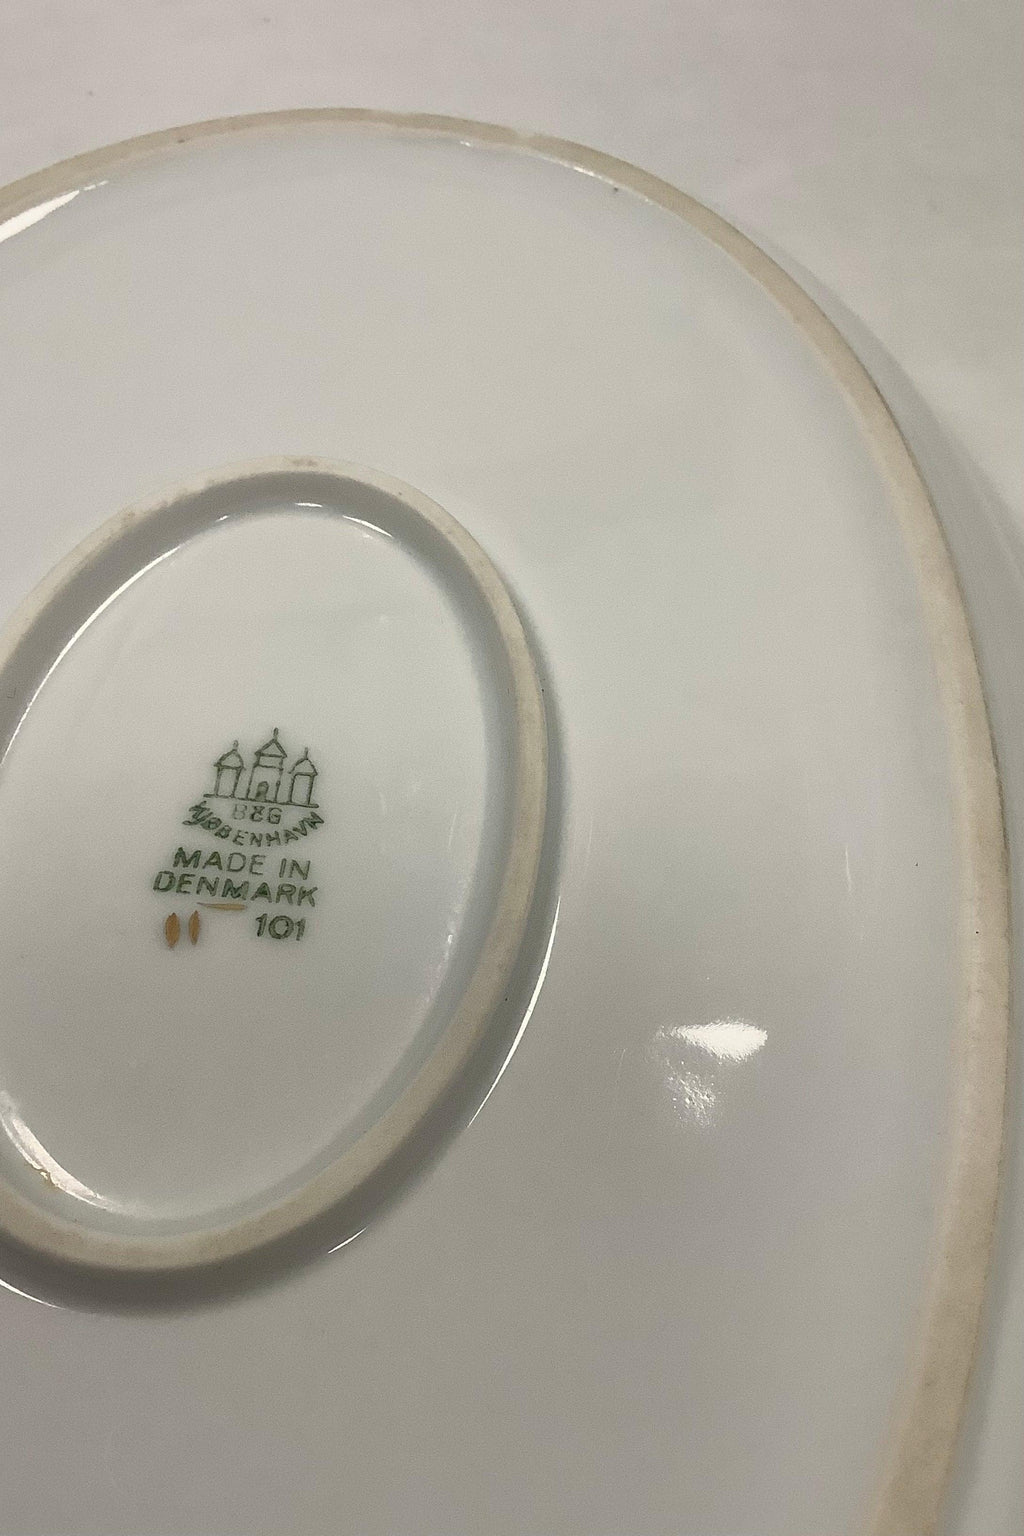 B&G
KJØBENHAVN
MADE IN
DENMARK
101